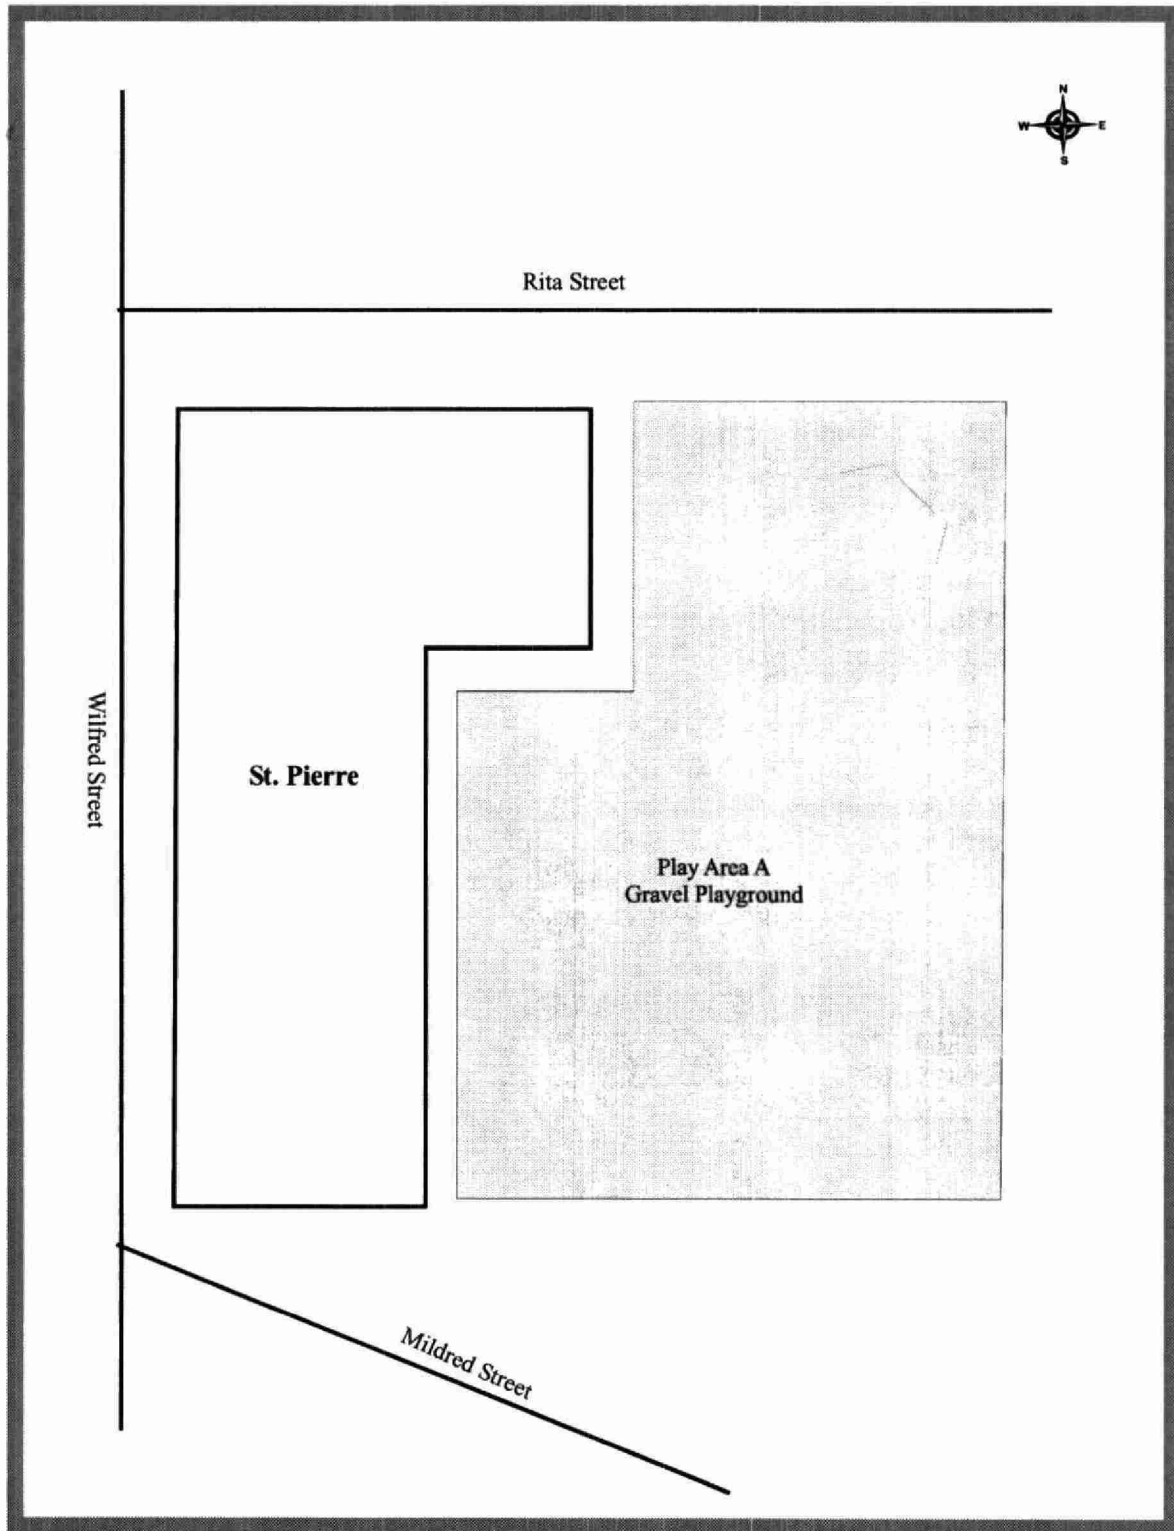 N
W E
S
Rita Street
Wilfred Street
St. Pierre
Play Area A
Gravel Playground
Mildred Street